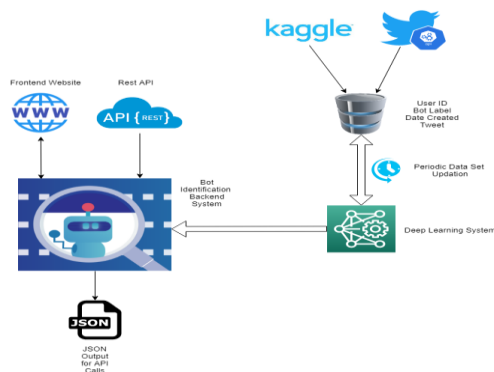 kaggle
Frontend Website
Rest API
WWW
API { REST }
User ID
Bot Label
Date Created
Tweet
Bot
Identification
Backend
System
Periodic Data Set
Updation
Deep Learning System
JSON
JSON
Output
for API
Calls